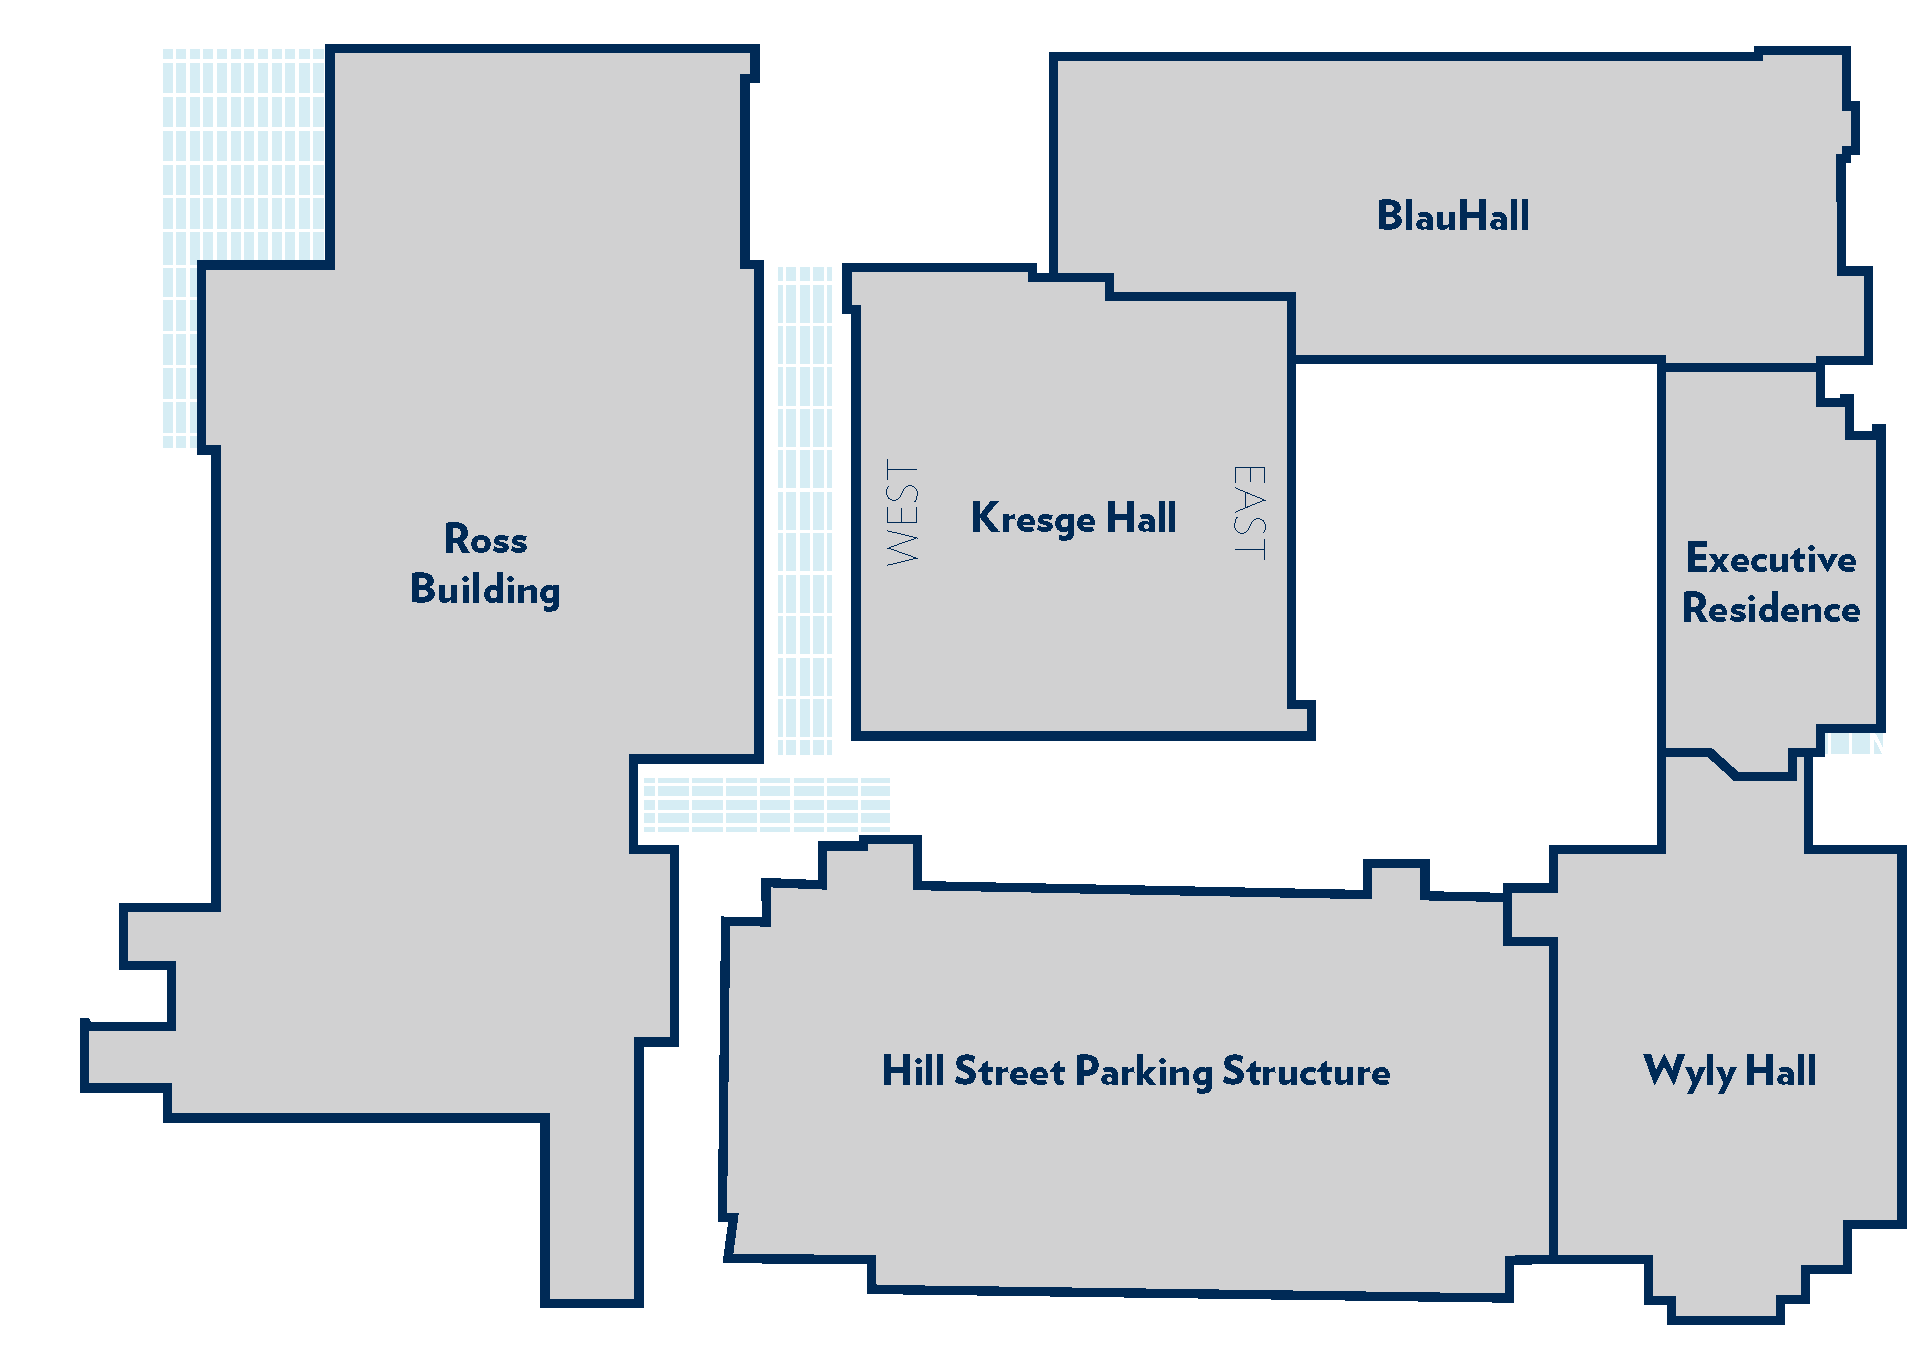 BlauHall
WEST
Kresge Hall
EAST
Ross
Building
Executive
Residence
Hill Street Parking Structure
Wyly Hall